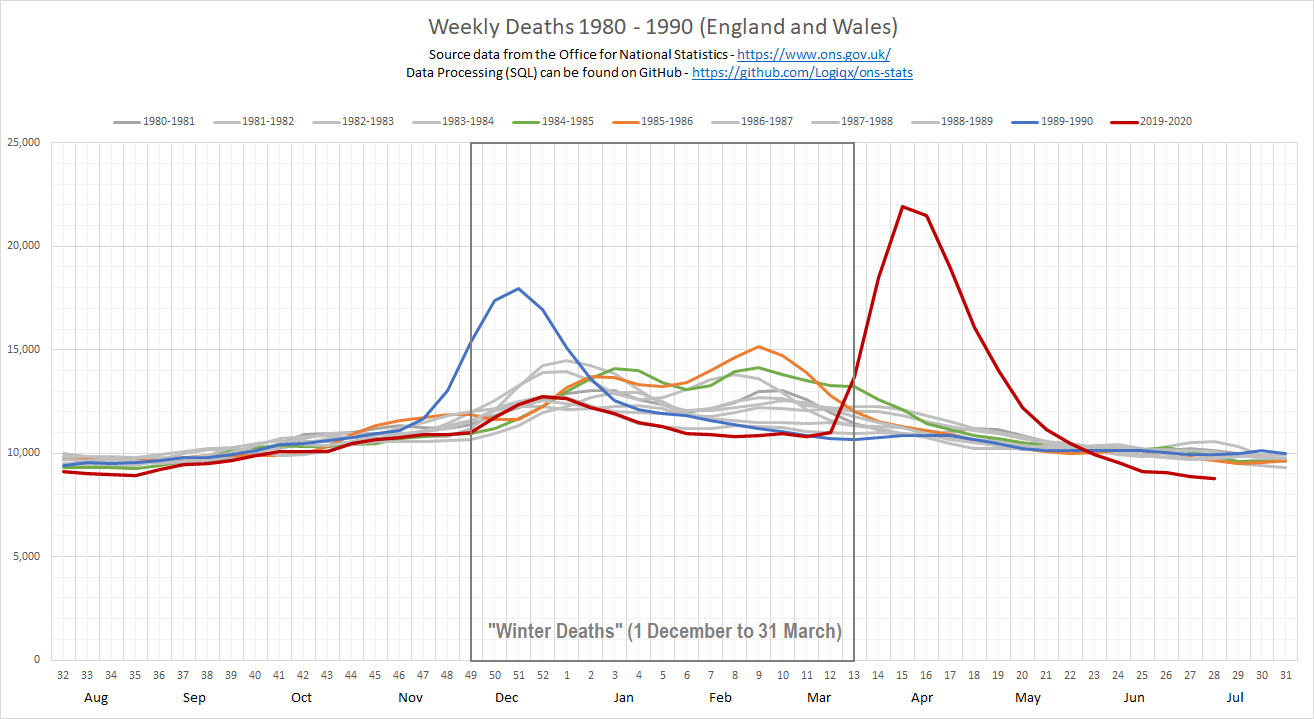 Weekly Deaths 1980 - 1990 (England and Wales)
Source data from the Office for National Statistics - https://www.ons.gov.uk/
Data Processing (SQL) can be found on GitHub - https://github.com/Logiqx/ons-stats
1980-1981 1981-1982 1982-1983 1983-1984 1984-1985 1985-1986 1986-1987 1987-1988 1988-1989 1989-1990 2019-2020
25,000
20,000
15,000
10,000
5,000
"Winter Deaths" (1 December to 31 March)
0
32 33 34 35 36 37 38 39 40 41 42 43 44 45 46 47 48 49 50 51 52 1 2 3 4 5 6 7 8 9 10 11 12 13 14 15 16 17 18 19 20 21 22 23 24 25 26 27 28 29 30 31
Aug Sep Oct Nov Dec Jan Feb Mar Apr May Jun Jul